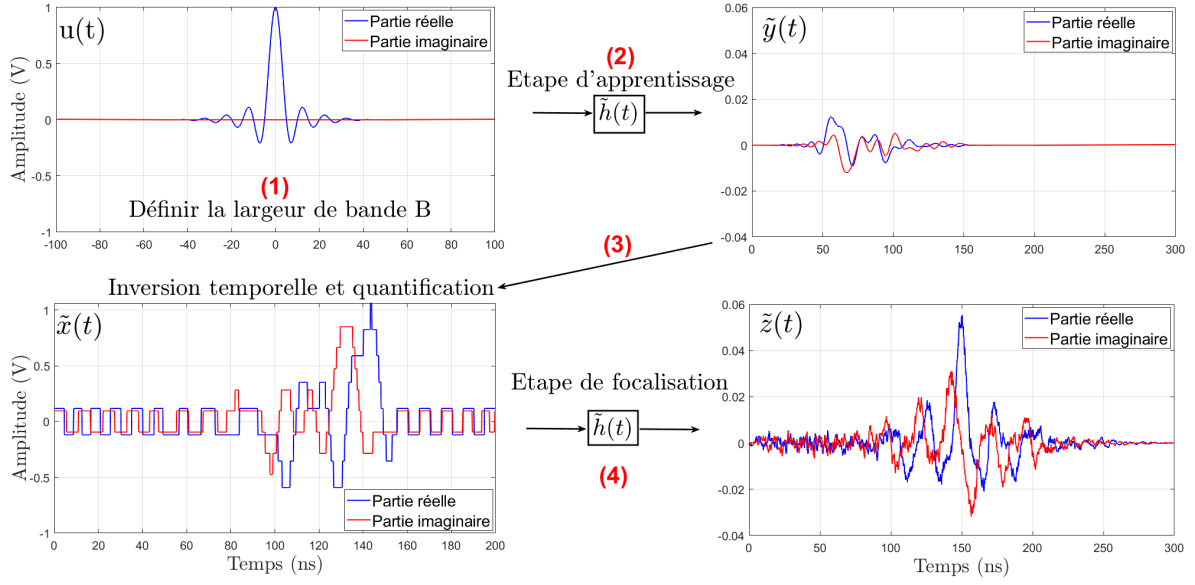 u(t)
Partie réelle
Partie imaginaire
Amplitude (V)
1
0.5
0
-0.5
-1
-100 -80 -60 -40 -20 0 20 40 60 80 100
(1)
Définir la largeur de bande B
(2)
Etape d'apprentissage
h̃(t)
ỹ(t)
Partie réelle
Partie imaginaire
0.06
0.04
0.02
0
-0.02
-0.04
0 50 100 150 200 250 300
(3)
Inversion temporelle et quantification
x̃(t)
Amplitude (V)
1
0.5
0
-0.5
-1
Partie réelle
Partie imaginaire
0 20 40 60 80 100 120 140 160 180 200
Temps (ns)
Etape de focalisation
h̃(t)
(4)
z̃(t)
Partie réelle
Partie imaginaire
0.06
0.04
0.02
0
-0.02
-0.04
0 50 100 150 200 250 300
Temps (ns)